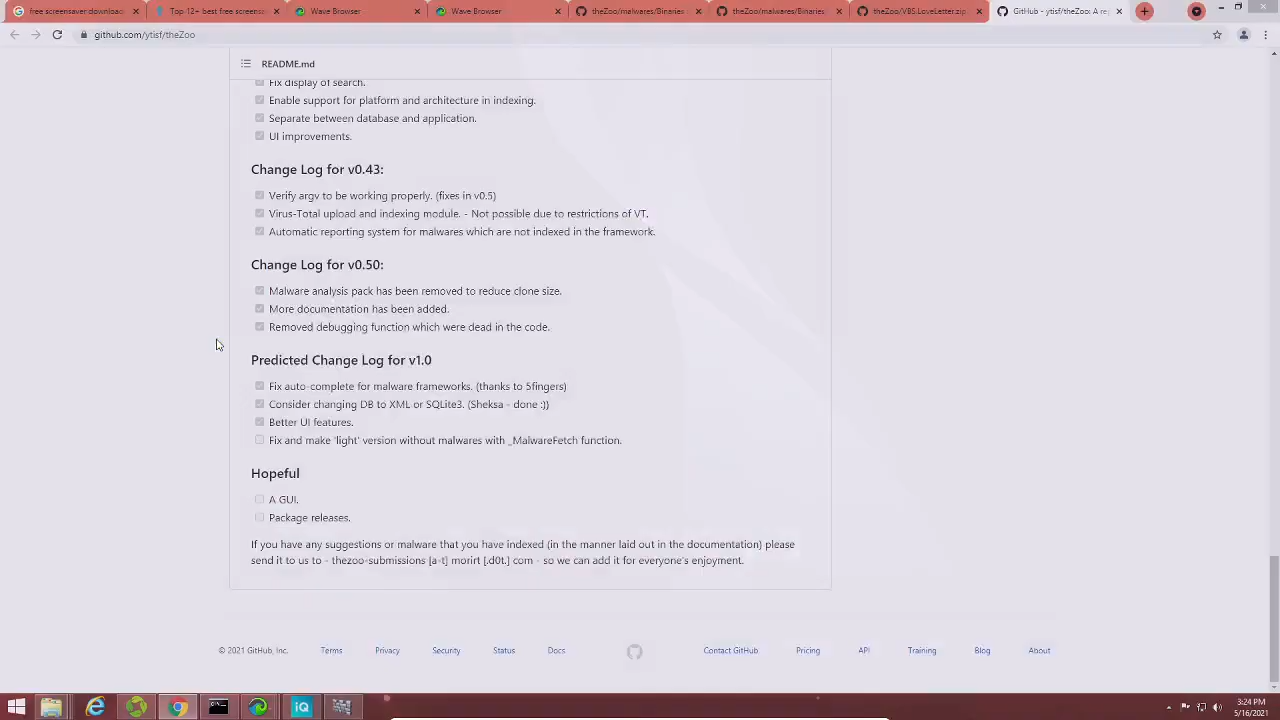 free screensaver downloac
Top-12+ best free screens
Wave Browser
Wave Browser
theZoo/malwares/Binaries
theZoo/malwares/Binaries
theZoo/VBS.LoveLetter.zip
GitHub - ytisf/theZoo: A re
github.com/ytisf/theZoo
README.md
Fix display of search.
Enable support for platform and architecture in indexing.
Separate between database and application.
UI improvements.
Change Log for v0.43:
Verify argv to be working properly. (fixes in v0.5)
Virus-Total upload and indexing module. - Not possible due to restrictions of VT.
Automatic reporting system for malwares which are not indexed in the framework.
Change Log for v0.50:
Malware analysis pack has been removed to reduce clone size.
More documentation has been added.
Removed debugging function which were dead in the code.
Predicted Change Log for v1.0
Fix auto-complete for malware frameworks. (thanks to 5fingers)
Consider changing DB to XML or SQLite3. (Sheksa - done :))
Better UI features.
Fix and make 'light' version without malwares with _MalwareFetch function.
Hopeful
A GUI.
Package releases.
If you have any suggestions or malware that you have indexed (in the manner laid out in the documentation) please
send it to us to - thezoo-submissions [a-t] morirt [.d0t.] com - so we can add it for everyone's enjoyment.
© 2021 GitHub, Inc.
Terms
Privacy
Security
Status
Docs
Contact GitHub
Pricing
API
Training
Blog
About
iQ
3:24 PM
5/16/2021